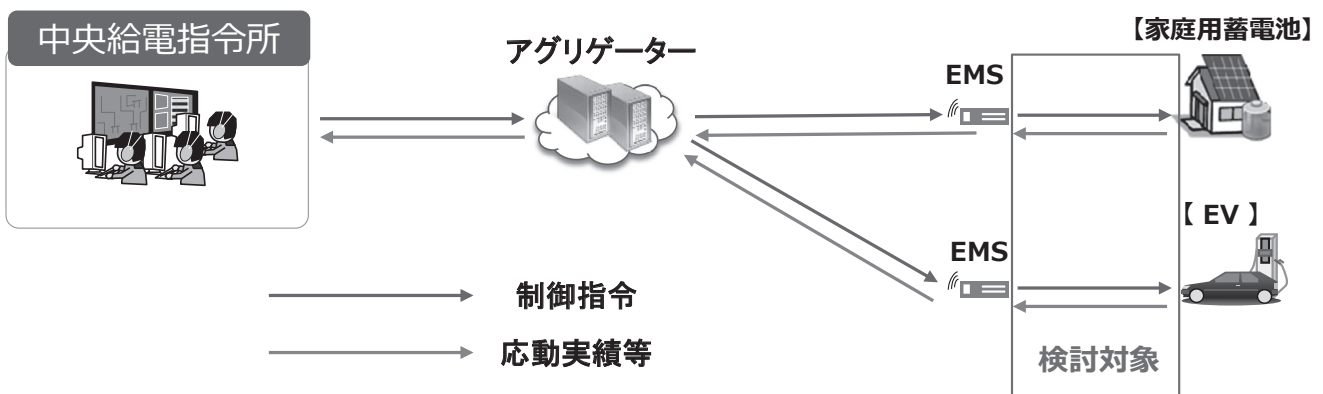 中央給電指令所
アグリゲーター
【家庭用蓄電池】
EMS
【 EV 】
EMS
制御指令
応動実績等
検討対象